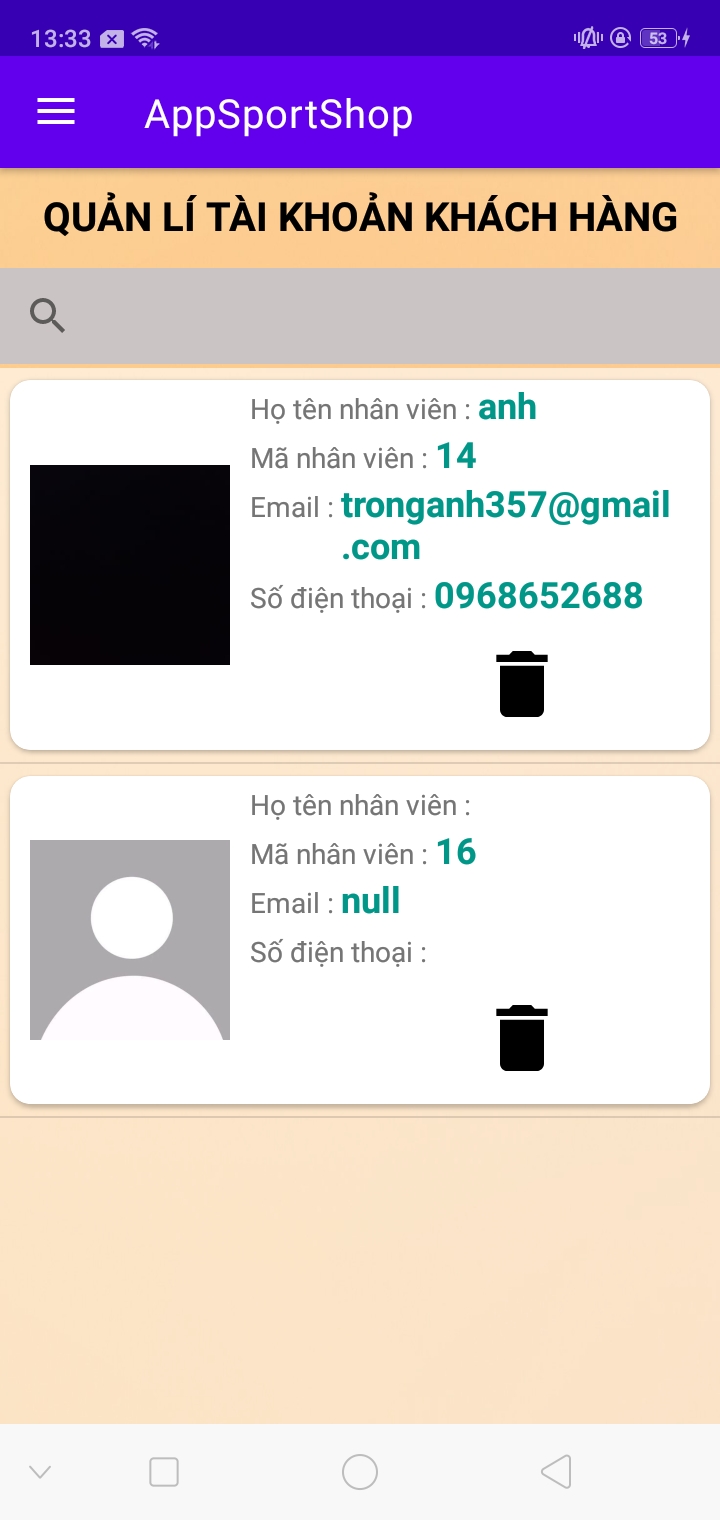 13:33
53
AppSportShop
QUẢN LÍ TÀI KHOẢN KHÁCH HÀNG
Họ tên nhân viên : anh
Mã nhân viên : 14
Email : tronganh357@gmail
.com
Số điện thoại : 0968652688
Họ tên nhân viên :
Mã nhân viên : 16
Email : null
Số điện thoại :